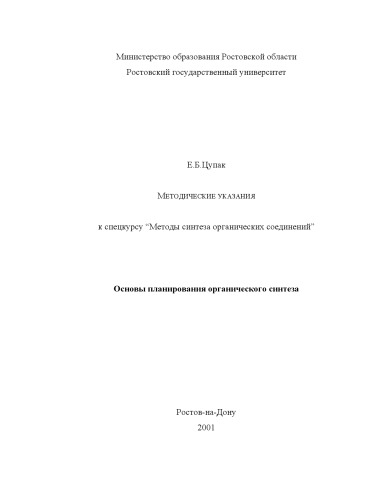 Министерство образования Ростовской области
Ростовский государственный университет
Е.Б.Цупак
Методические указания
к спецкурсу “Методы синтеза органических соединений”
Основы планирования органического синтеза
Ростов-на-Дону
2001